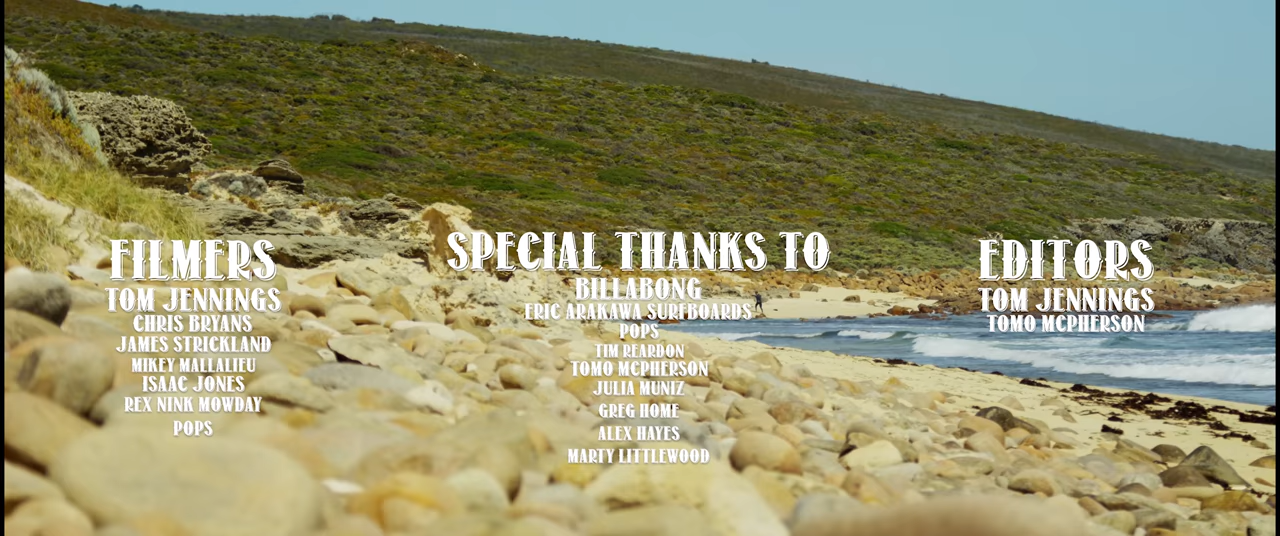 FILMERS
TOM JENNINGS
CHRIS BRYANS
JAMES STRICKLAND
MIKEY MALLALIEU
ISAAC JONES
REX NINK MOWDAY
POPS
SPECIAL THANKS TO
BILLABONG
ERIC ARAKAWA SURFBOARDS
POPS
TIM REARDON
TOMO MCPHERSON
JULIA MUNIZ
GREG HOME
ALEX HAYES
MARTY LITTLEWOOD
EDITORS
TOM JENNINGS
TOMO MCPHERSON